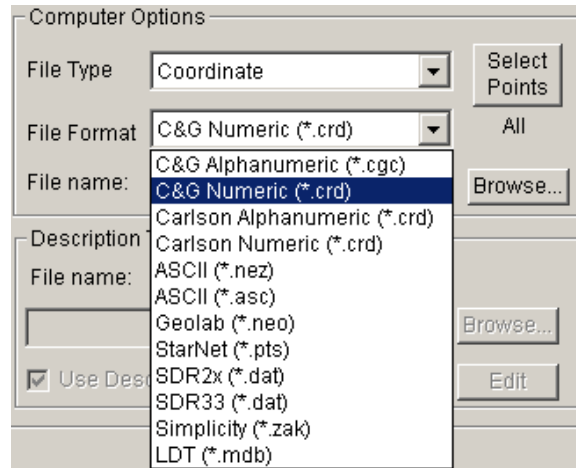 Computer Options
File Type Coordinate Select Points
File Format C&G Numeric (*.crd) All
File name: C&G Alphanumeric (*.cgc)
C&G Numeric (*.crd) Browse...
Carlson Alphanumeric (*.crd)
Description Carlson Numeric (*.crd)
File name: ASCII (*.nez)
ASCII (*.asc)
Geolab (*.neo) Browse...
StarNet (*.pts)
Use SDR2x (*.dat) Edit
SDR33 (*.dat)
Simplicity (*.zak)
LDT (*.mdb)